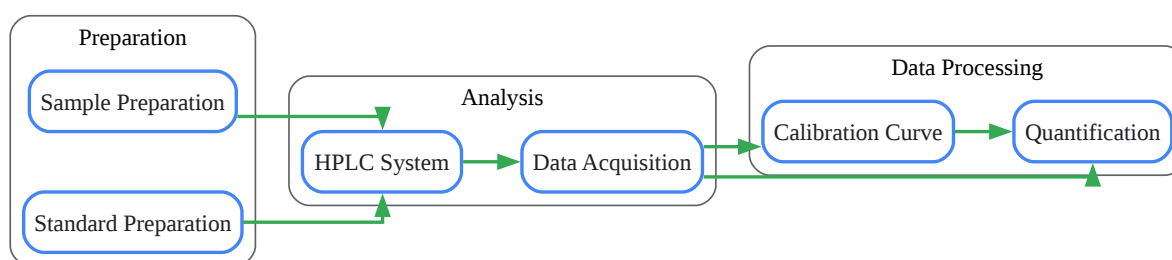 Preparation
Sample Preparation
Standard Preparation
Analysis
HPLC System
Data Acquisition
Data Processing
Calibration Curve
Quantification